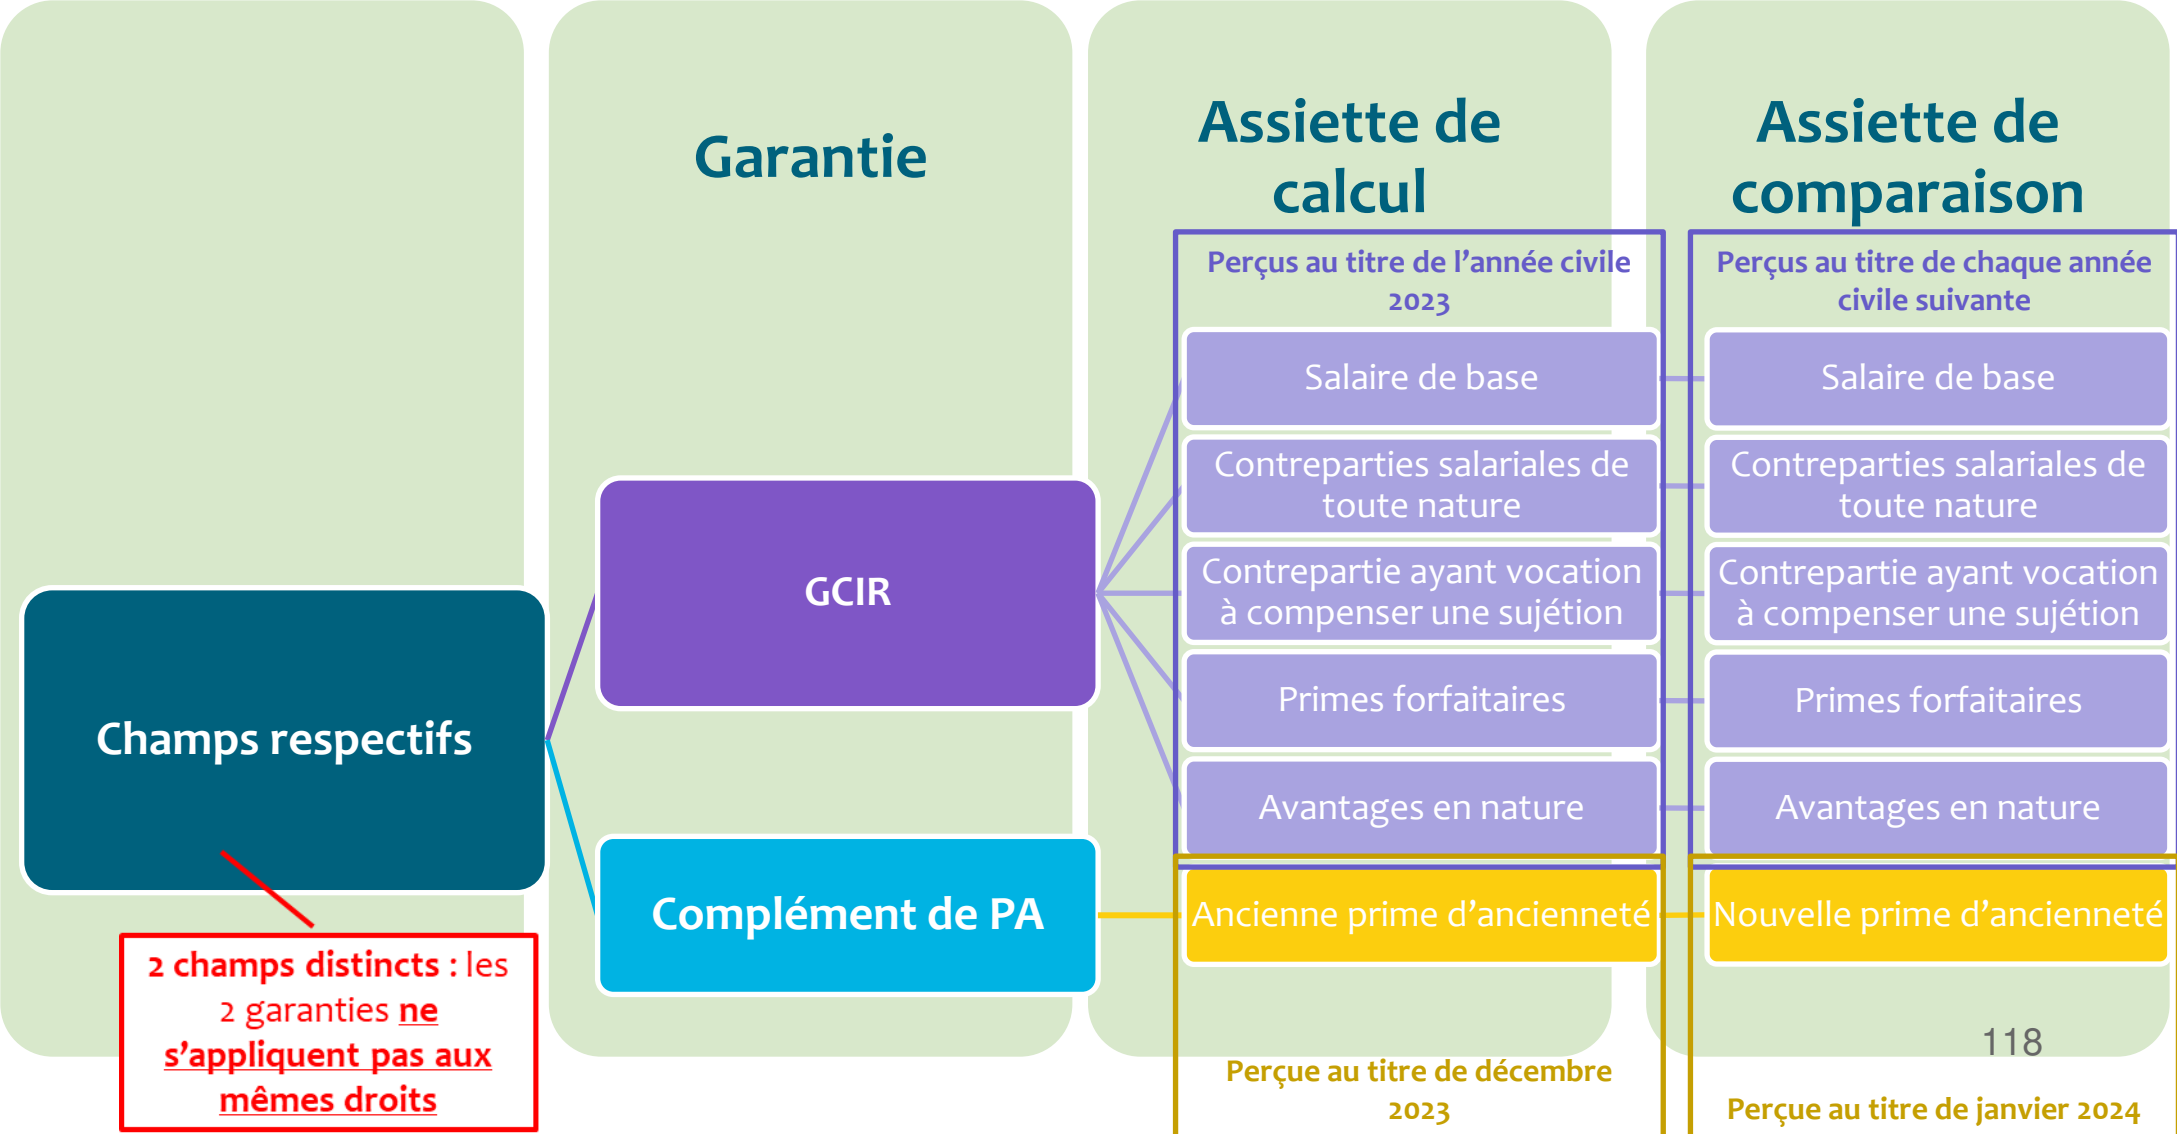 Garantie
Assiette de
calcul
Assiette de
comparaison
Perçus au titre de l’année civile
2023
Perçus au titre de chaque année
civile suivante
Salaire de base
Salaire de base
Contreparties salariales de
toute nature
Contreparties salariales de
toute nature
GCIR
Contrepartie ayant vocation
à compenser une sujétion
Contrepartie ayant vocation
à compenser une sujétion
Primes forfaitaires
Primes forfaitaires
Champs respectifs
Avantages en nature
Avantages en nature
Complément de PA
Ancienne prime d’ancienneté
Nouvelle prime d’ancienneté
2 champs distincts : les
2 garanties ne
s’appliquent pas aux
mêmes droits
Perçue au titre de décembre
2023
118
Perçue au titre de janvier 2024